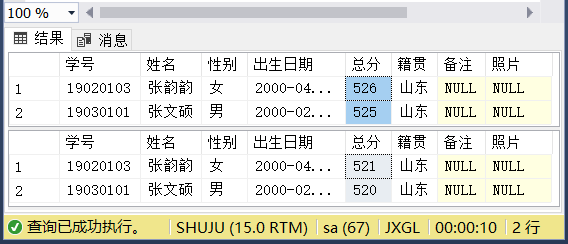 100 %
结果 消息
学号 姓名 性别 出生日期 总分 籍贯 备注 照片
1 19020103 张韵韵 女 2000-04... 526 山东 NULL NULL
2 19030101 张文硕 男 2000-02... 525 山东 NULL NULL
学号 姓名 性别 出生日期 总分 籍贯 备注 照片
1 19020103 张韵韵 女 2000-04... 521 山东 NULL NULL
2 19030101 张文硕 男 2000-02... 520 山东 NULL NULL
查询已成功执行。 SHUJU (15.0 RTM) sa (67) JXGL 00:00:10 2 行